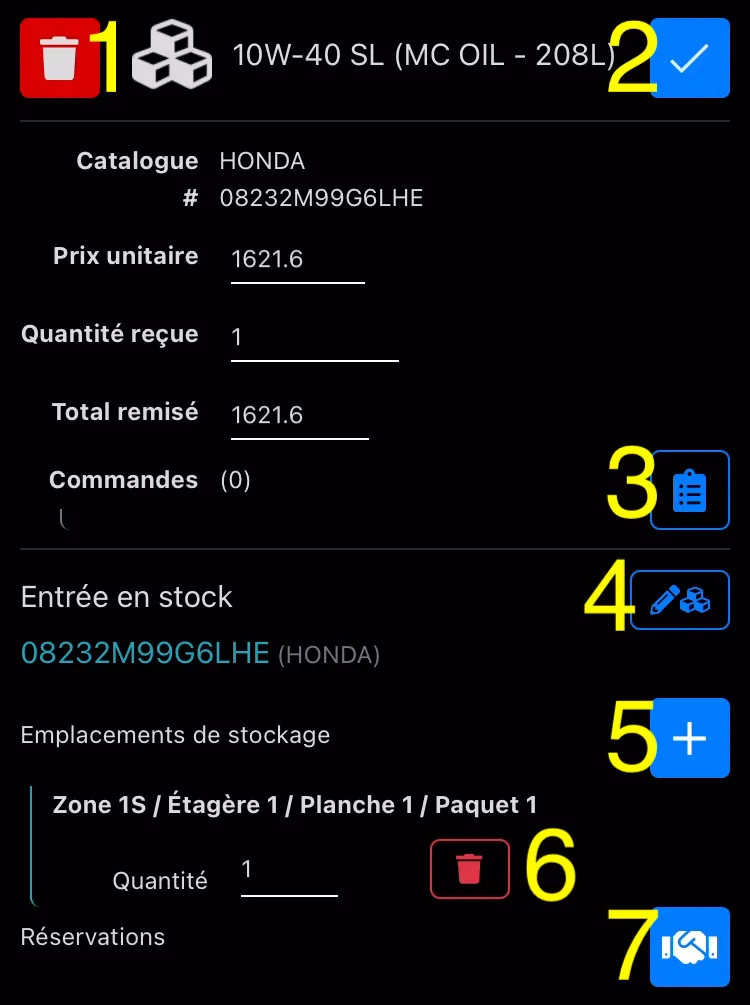 1 10W-40 SL (MC OIL - 208L) 2
Catalogue HONDA
# 08232M99G6LHE
Prix unitaire 1621.6
Quantité reçue 1
Total remisé 1621.6
Commandes (0) 3
Entrée en stock 4
08232M99G6LHE (HONDA)
Emplacements de stockage 5
Zone 1S / Étagère 1 / Planche 1 / Paquet 1
Quantité 1 6
Réservations 7